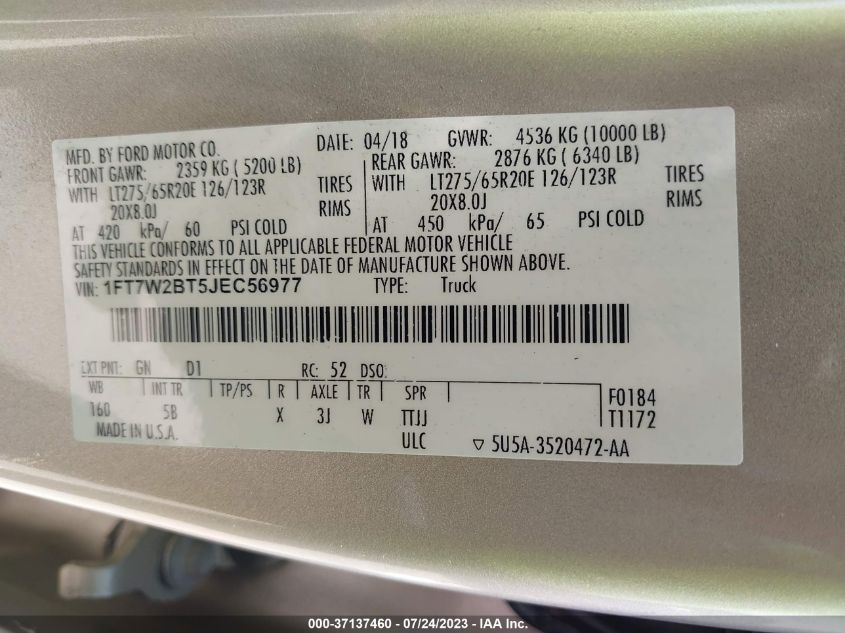 MFD. BY FORD MOTOR CO. DATE: 04/18 GVWR: 4536 KG (10000 LB)
FRONT GAWR: 2359 KG ( 5200 LB) REAR GAWR: 2876 KG ( 6340 LB)
WITH LT275/65R20E 126/123R TIRES WITH LT275/65R20E 126/123R TIRES
20X8.0J RIMS 20X8.0J RIMS
AT 420 kPa/ 60 PSI COLD AT 450 kPa/ 65 PSI COLD
THIS VEHICLE CONFORMS TO ALL APPLICABLE FEDERAL MOTOR VEHICLE
SAFETY STANDARDS IN EFFECT ON THE DATE OF MANUFACTURE SHOWN ABOVE.
VIN: 1FT7W2BT5JEC56977 TYPE: Truck
EXT PNT: GN D1 RC: 52 DSO:
WB INT TR TP/PS R AXLE TR SPR F0184
160 5B X 3J W TTJJ T1172
MADE IN U.S.A. ULC ▽ 5U5A-3520472-AA
000-37137460 - 07/24/2023 - IAA Inc.